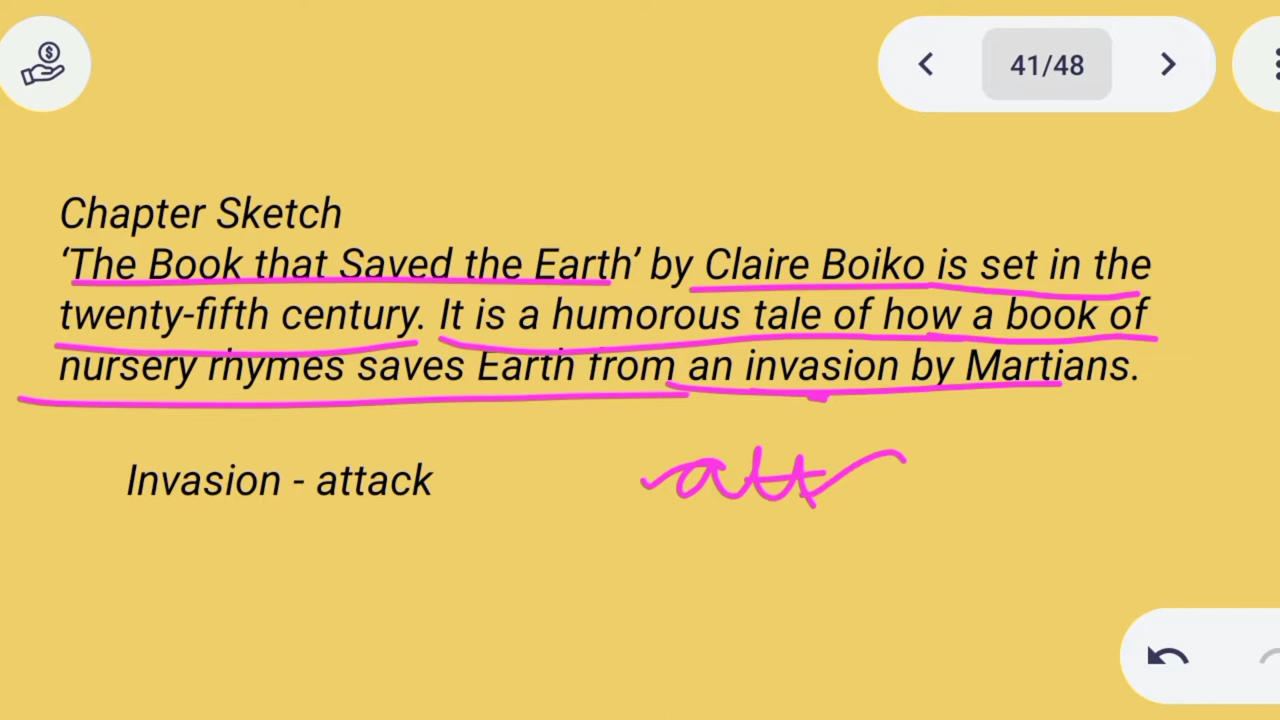 41/48
Chapter Sketch
‘The Book that Saved the Earth’ by Claire Boiko is set in the
twenty-fifth century. It is a humorous tale of how a book of
nursery rhymes saves Earth from an invasion by Martians.
Invasion - attack
att